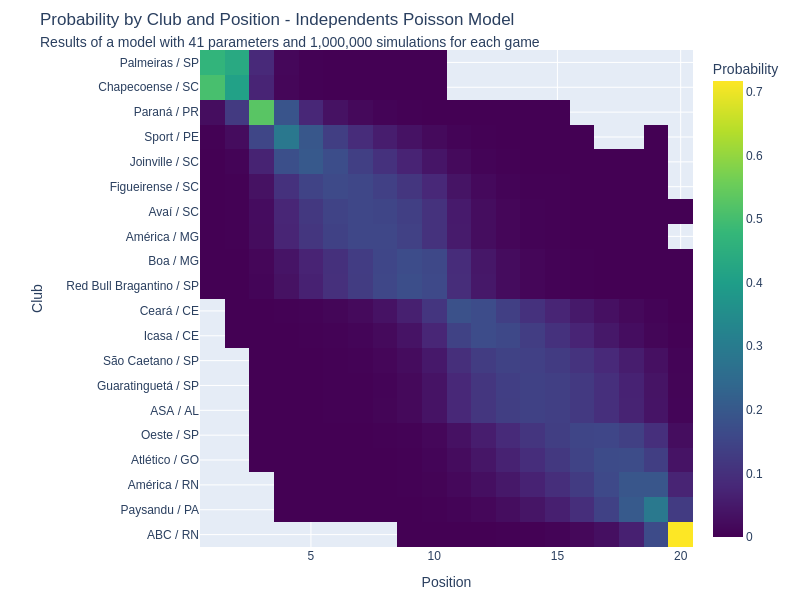 Probability by Club and Position - Independents Poisson Model
Results of a model with 41 parameters and 1,000,000 simulations for each game
Probability
Club
Palmeiras / SP
Chapecoense / SC
Paraná / PR
Sport / PE
Joinville / SC
Figueirense / SC
Avaí / SC
América / MG
Boa / MG
Red Bull Bragantino / SP
Ceará / CE
Icasa / CE
São Caetano / SP
Guaratinguetá / SP
ASA / AL
Oeste / SP
Atlético / GO
América / RN
Paysandu / PA
ABC / RN
0.7
0.6
0.5
0.4
0.3
0.2
0.1
0
5 10 15 20
Position